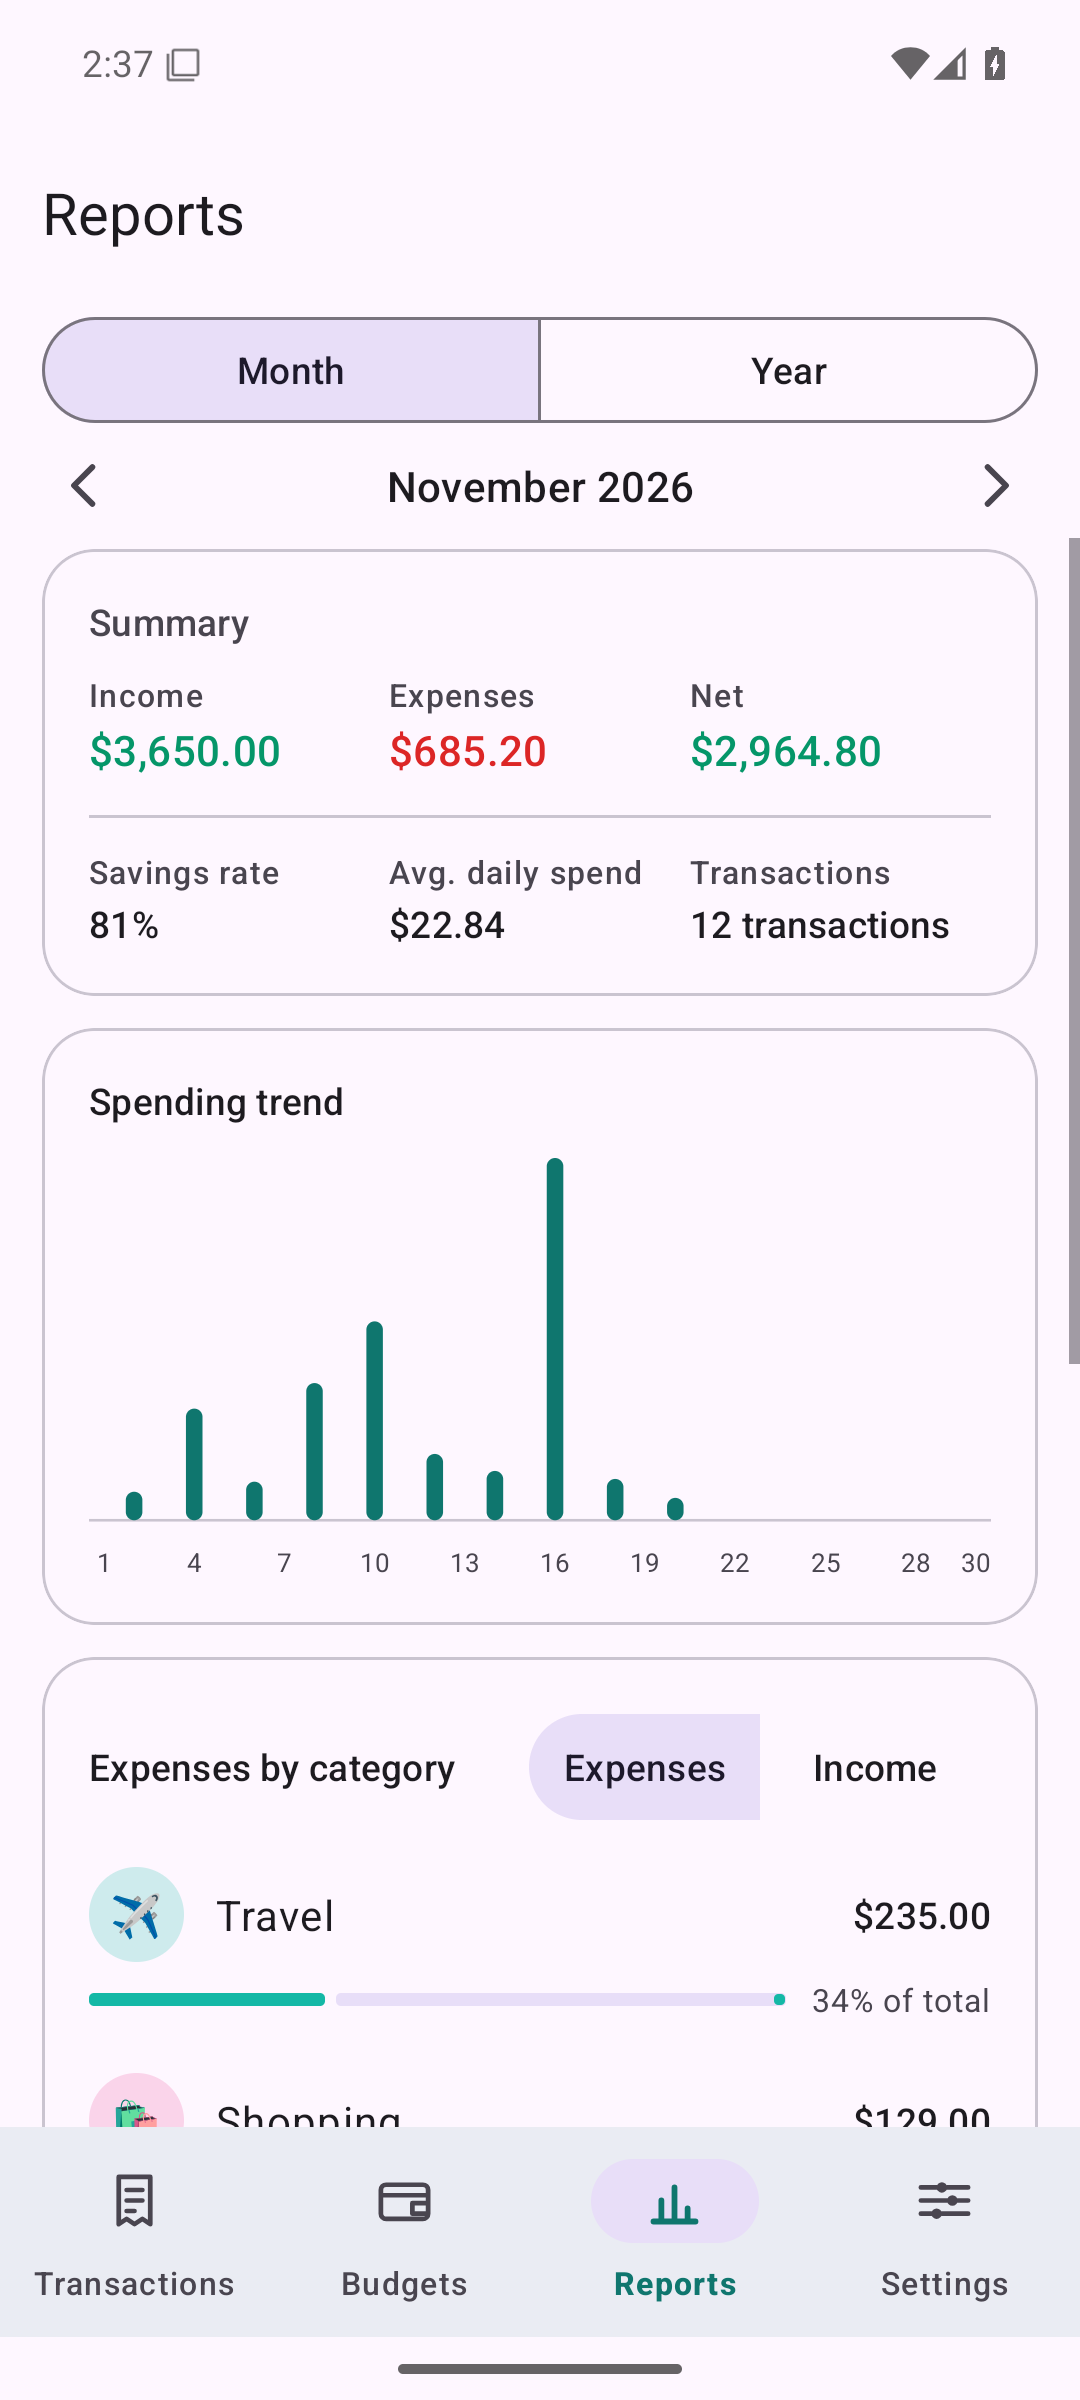 2:37
Reports
Month Year
November 2026
Summary
Income Expenses Net
$3,650.00 $685.20 $2,964.80
Savings rate Avg. daily spend Transactions
81% $22.84 12 transactions
Spending trend
1 4 7 10 13 16 19 22 25 28 30
Expenses by category Expenses Income
Travel $235.00
34% of total
Shopping $129.00
Transactions Budgets Reports Settings